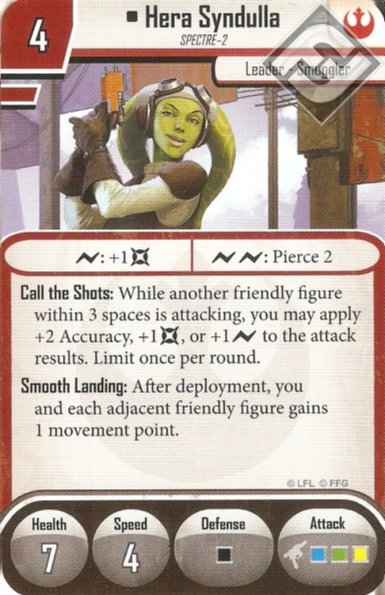 4
Hera Syndulla
SPECTRE-2
Leader - Smuggler
: +1
: Pierce 2
Call the Shots: While another friendly figure
within 3 spaces is attacking, you may apply
+2 Accuracy, +1 , or +1 to the attack
results. Limit once per round.
Smooth Landing: After deployment, you
and each adjacent friendly figure gains
1 movement point.
© LFL © FFG
Health
Speed
Defense
Attack
7
4